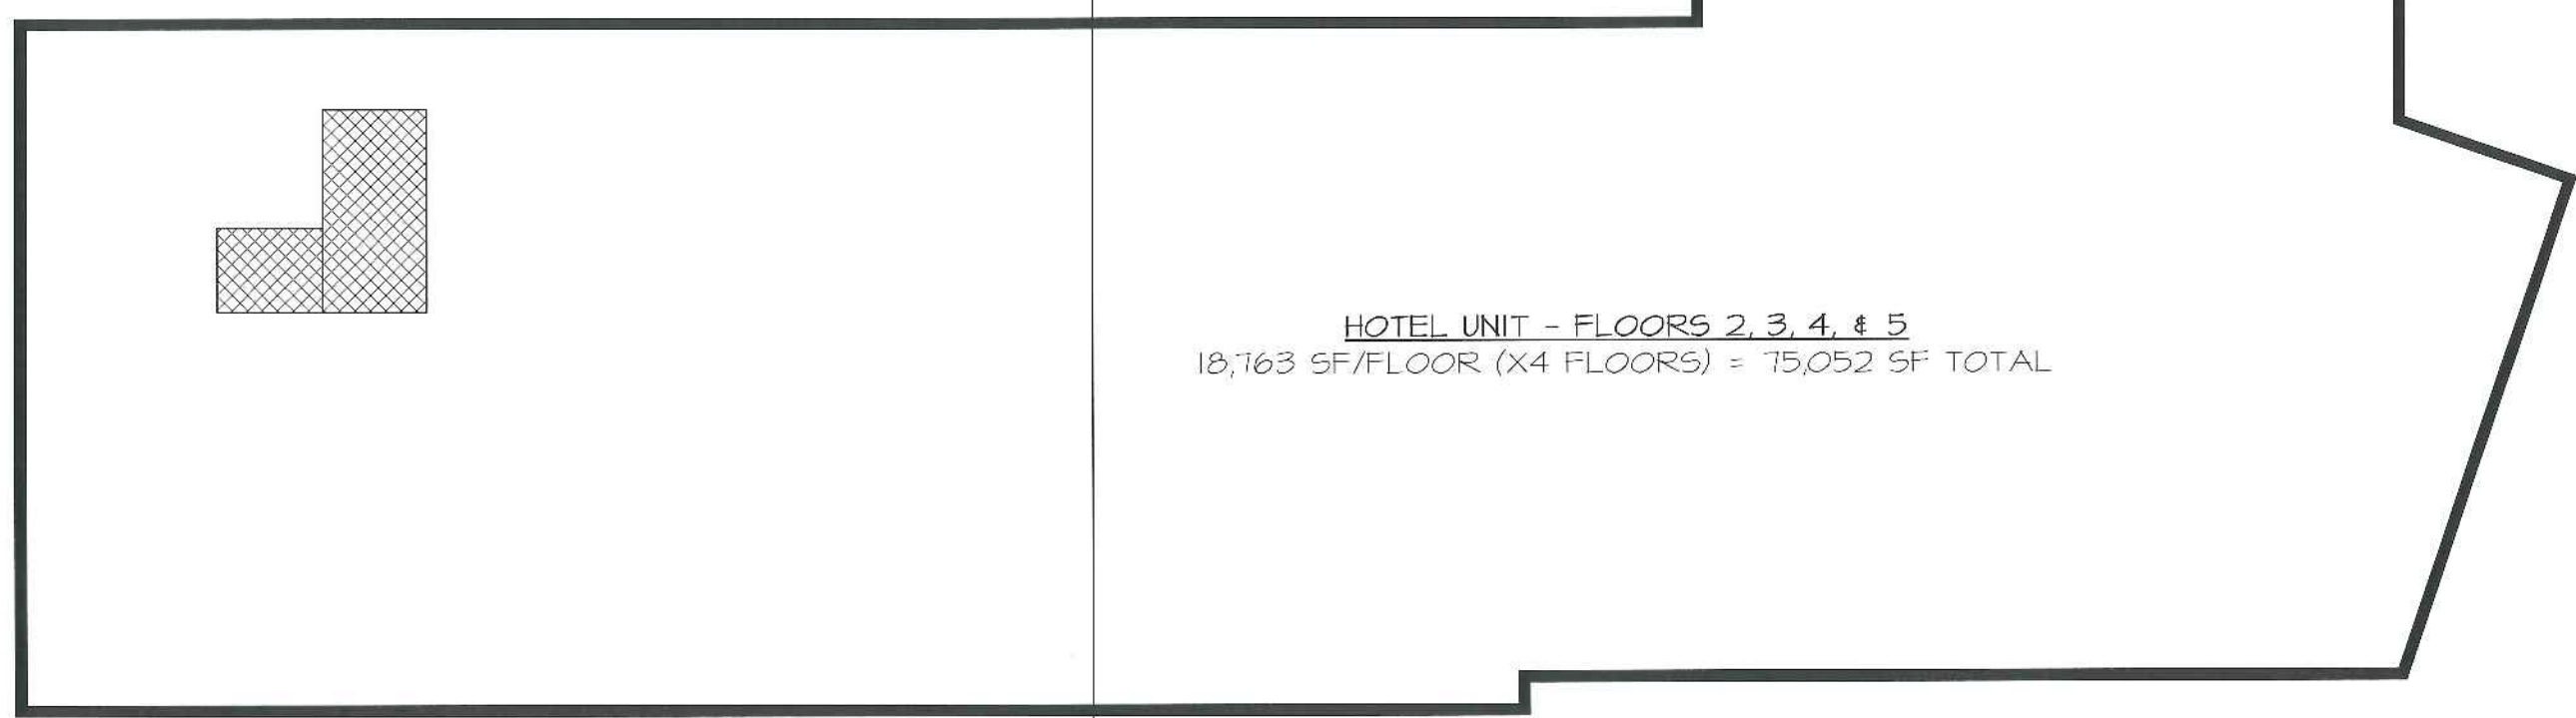 HOTEL UNIT - FLOORS 2, 3, 4, & 5
18,763 SF/FLOOR (X4 FLOORS) = 75,052 SF TOTAL